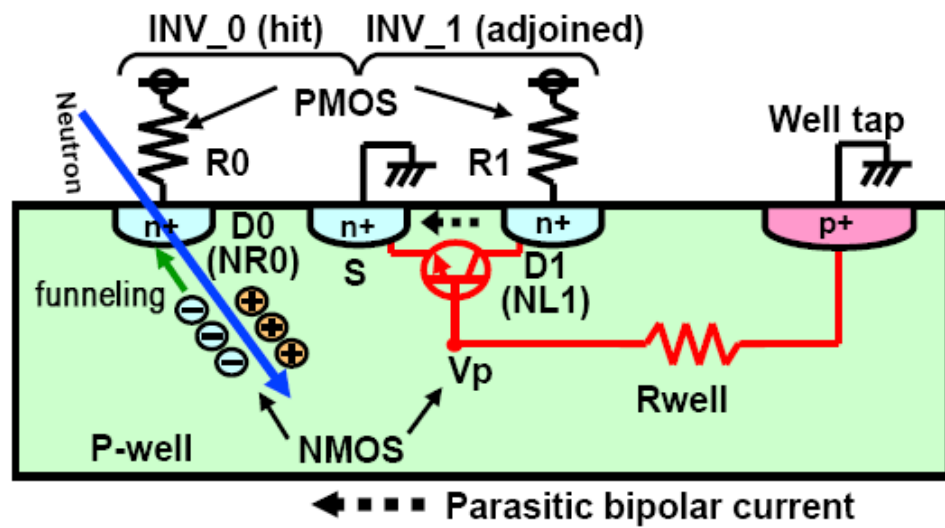 INV_0 (hit) INV_1 (adjoined)
Neutron
PMOS
Well tap
R0
R1
n+
D0
(NR0)
n+
S
n+
D1
(NL1)
p+
funneling
Vp
Rwell
P-well
NMOS
Parasitic bipolar current